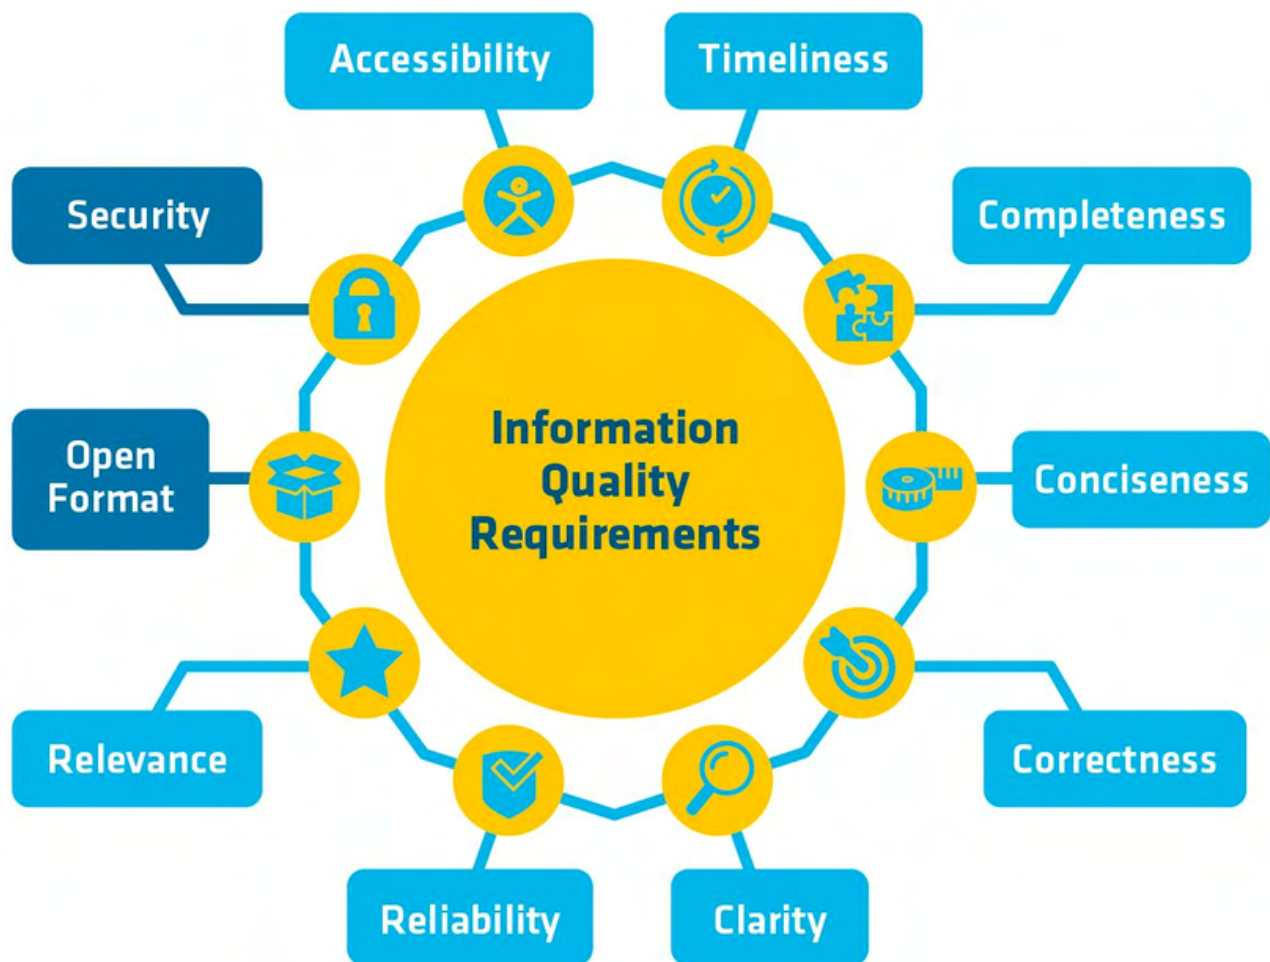 Accessibility
Timeliness
Security
Completeness
Information
Quality
Requirements
Open
Format
Conciseness
Relevance
Correctness
Reliability
Clarity